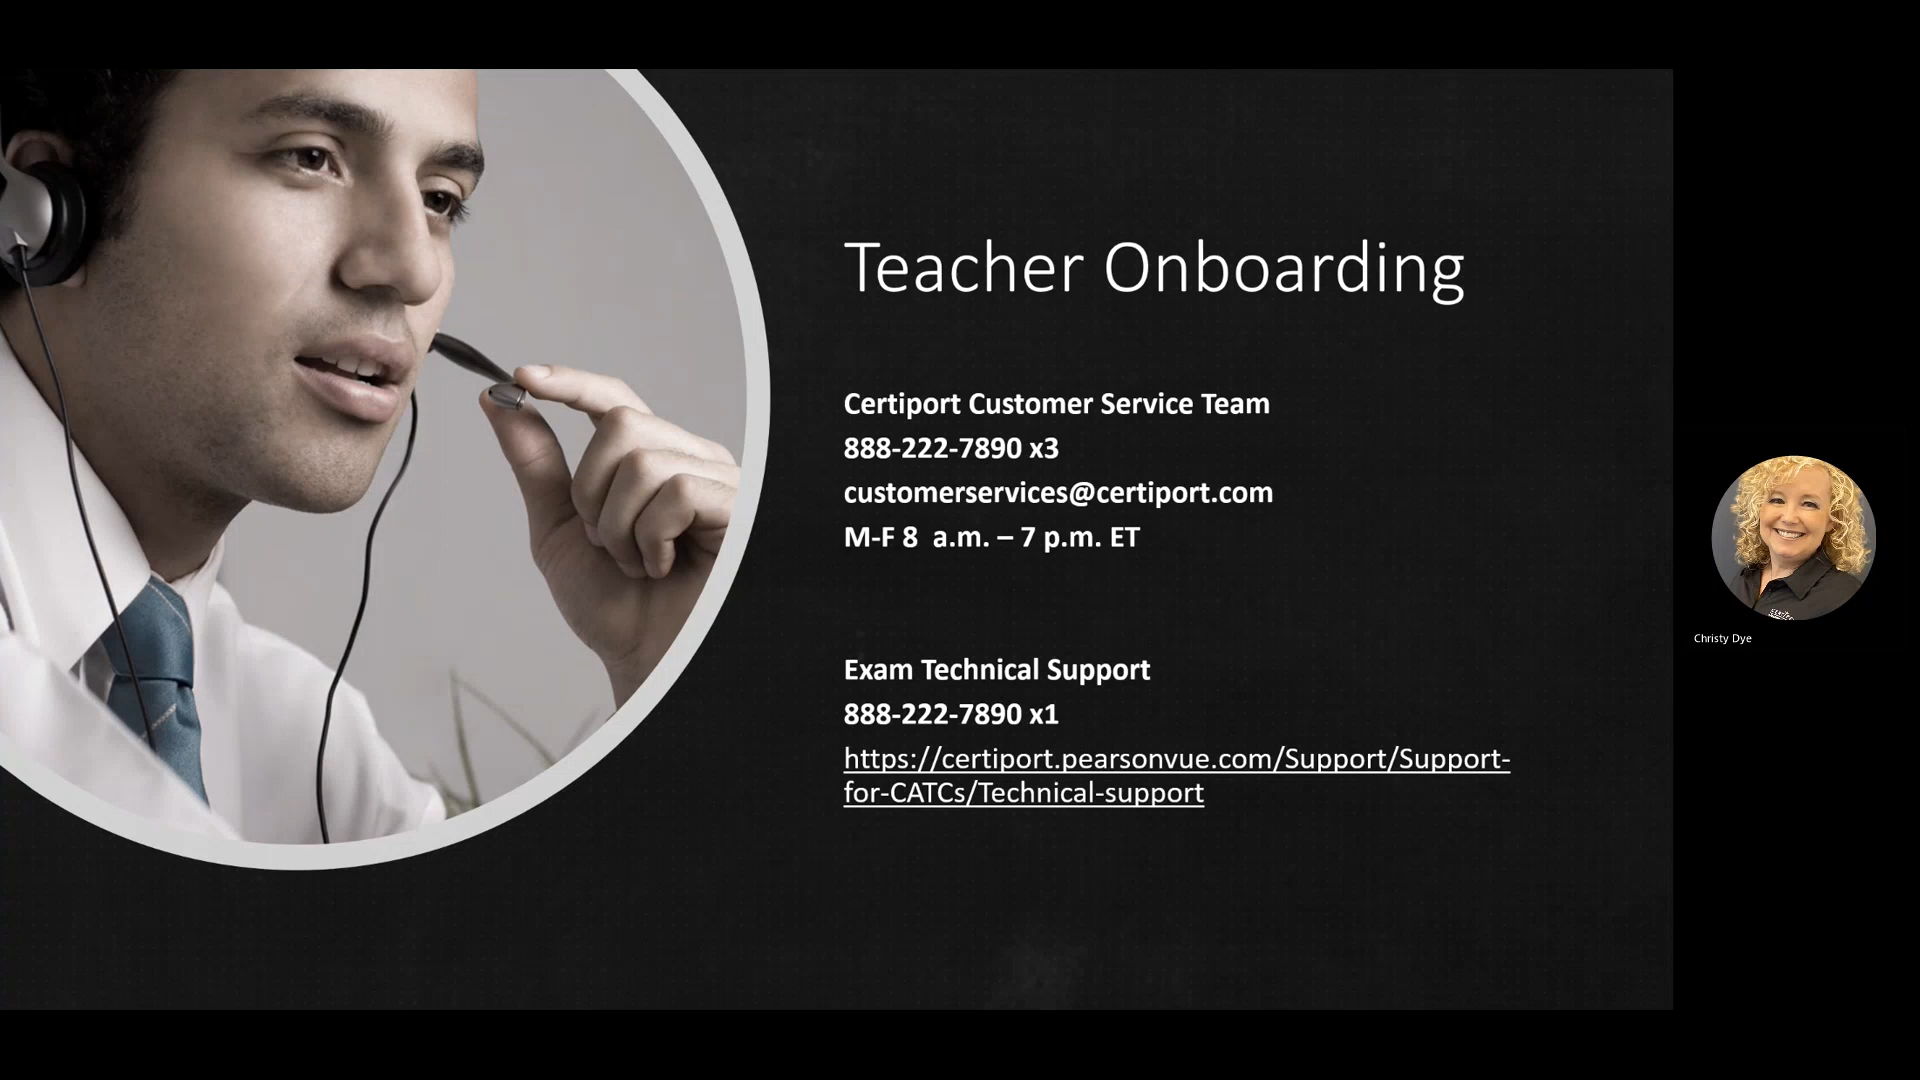 Teacher Onboarding
Certiport Customer Service Team
888-222-7890 x3
customerservices@certiport.com
M-F 8  a.m. – 7 p.m. ET
Exam Technical Support
888-222-7890 x1
https://certiport.pearsonvue.com/Support/Support-
for-CATCs/Technical-support
Christy Dye